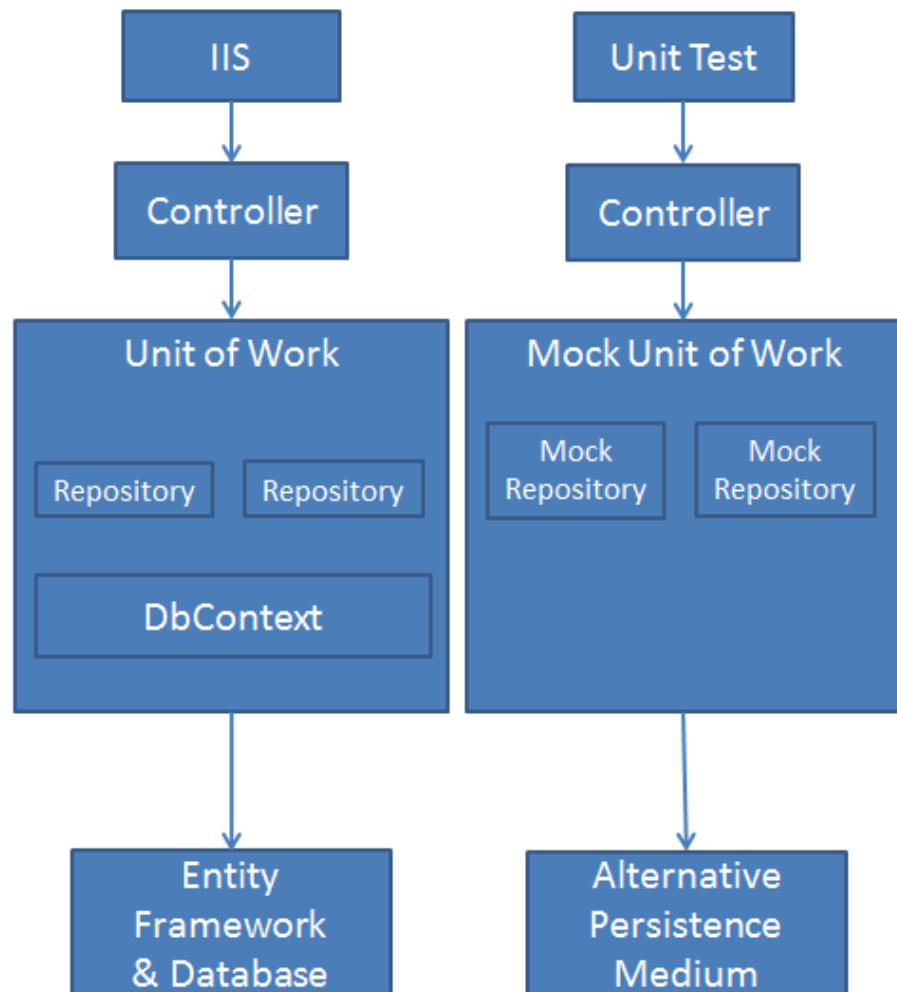 IIS
Controller
Unit of Work
Repository
Repository
DbContext
Entity
Framework
& Database
Unit Test
Controller
Mock Unit of Work
Mock
Repository
Mock
Repository
Alternative
Persistence
Medium